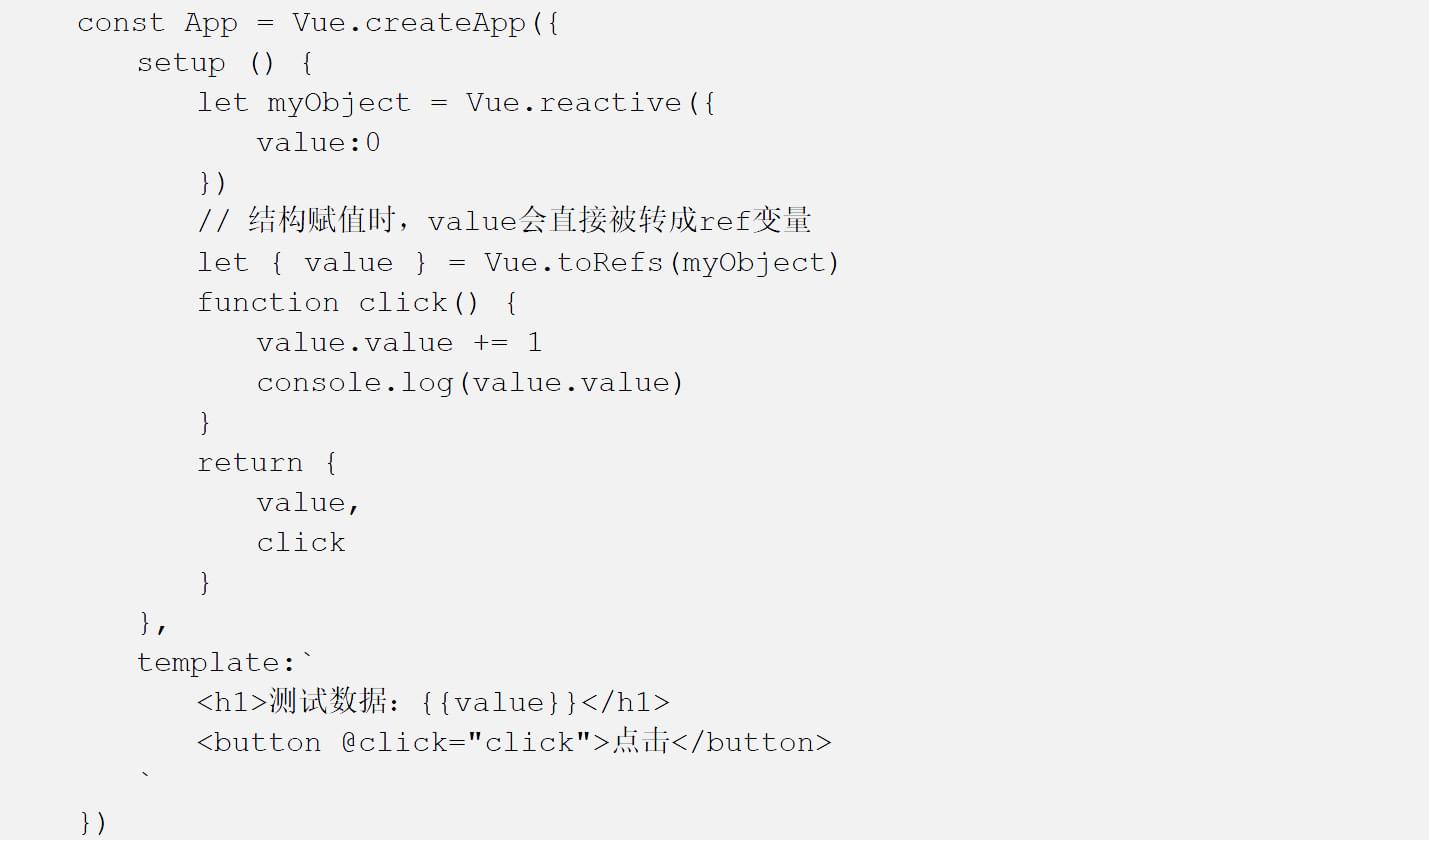 const App = Vue.createApp({
    setup () {
        let myObject = Vue.reactive({
            value:0
        })
        // 结构赋值时，value会直接被转成ref变量
        let { value } = Vue.toRefs(myObject)
        function click() {
            value.value += 1
            console.log(value.value)
        }
        return {
            value,
            click
        }
    },
    template:`
        <h1>测试数据：{{value}}</h1>
        <button @click="click">点击</button>
    `
})